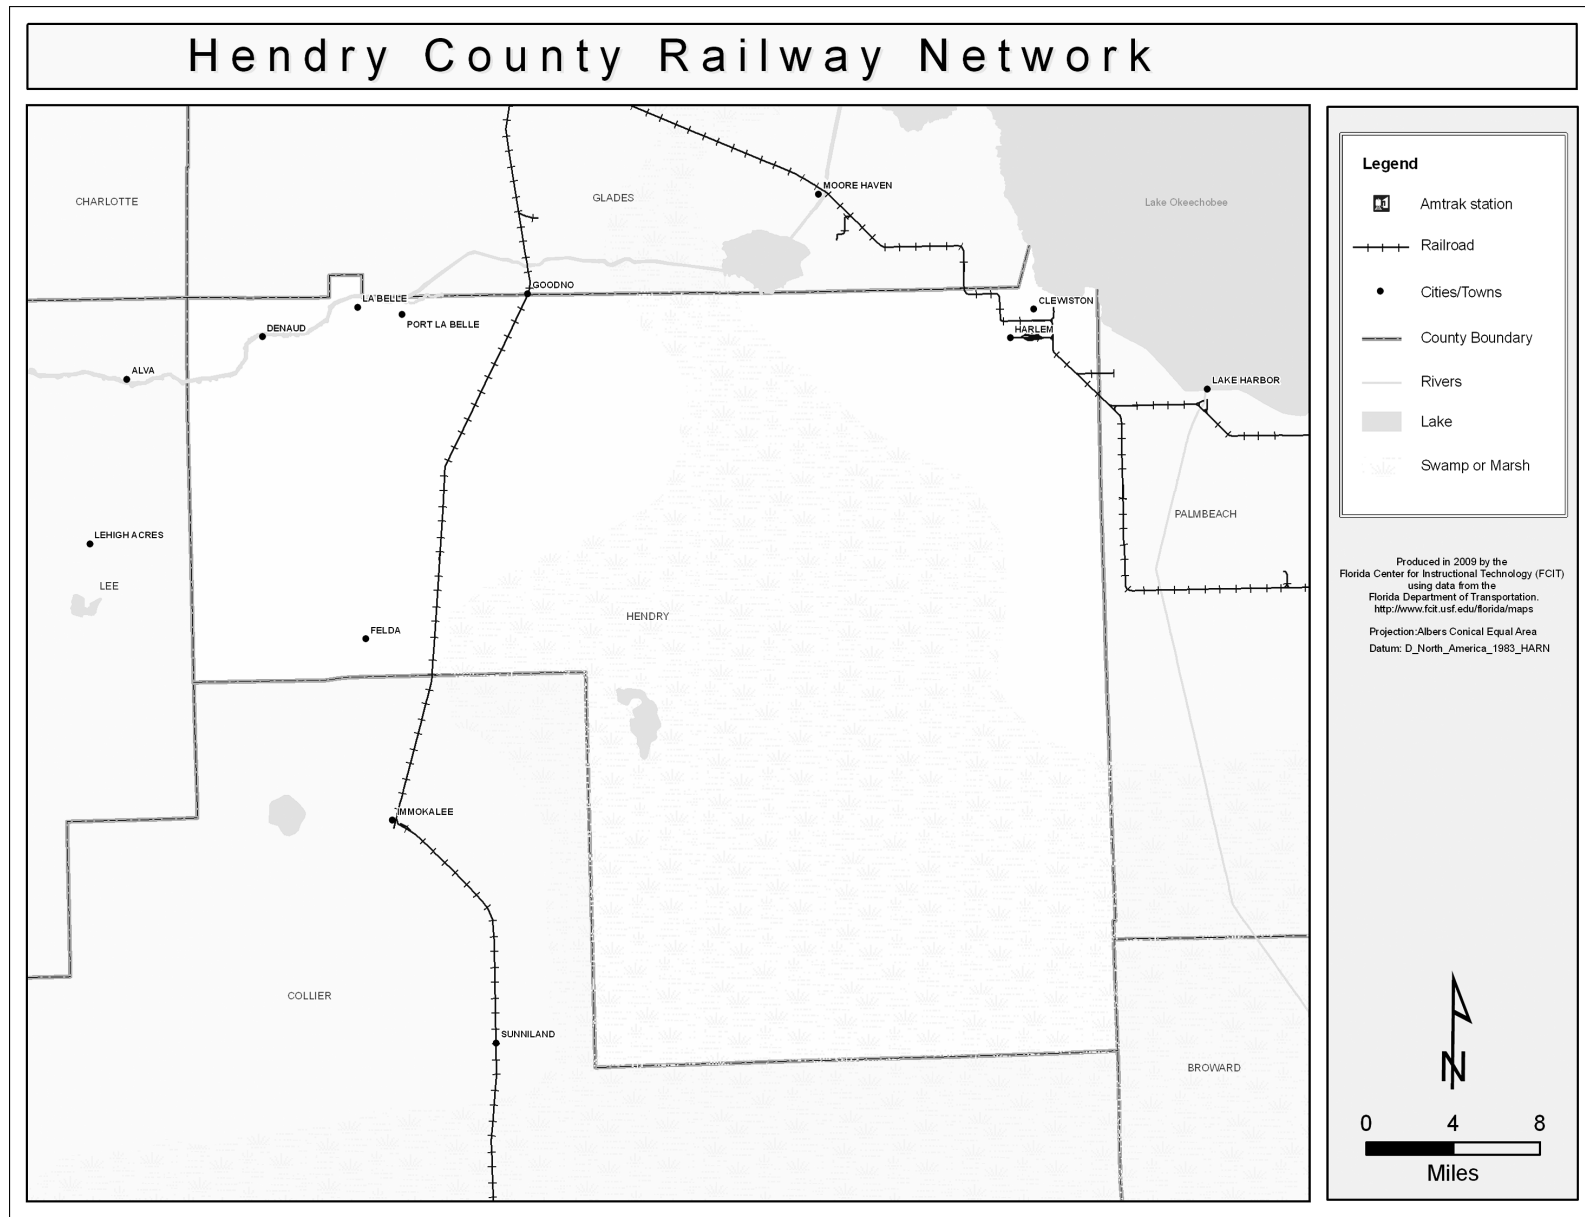 Hendry County Railway Network
CHARLOTTE
GLADES
MOORE HAVEN
Lake Okeechobee
GOODNO
LA BELLE
PORT LA BELLE
DENAUD
ALVA
CLEWISTON
HARLEM
LAKE HARBOR
PALMBEACH
LEHIGH ACRES
LEE
FELDA
HENDRY
IMMOKALEE
COLLIER
SUNNILAND
BROWARD
Legend
Amtrak station
Railroad
Cities/Towns
County Boundary
Rivers
Lake
Swamp or Marsh
Produced in 2009 by the
Florida Center for Instructional Technology (FCIT)
using data from the
Florida Department of Transportation.
http://www.fcit.usf.edu/florida/maps
Projection:Albers Conical Equal Area
Datum: D_North_America_1983_HARN
N
0 4 8
Miles